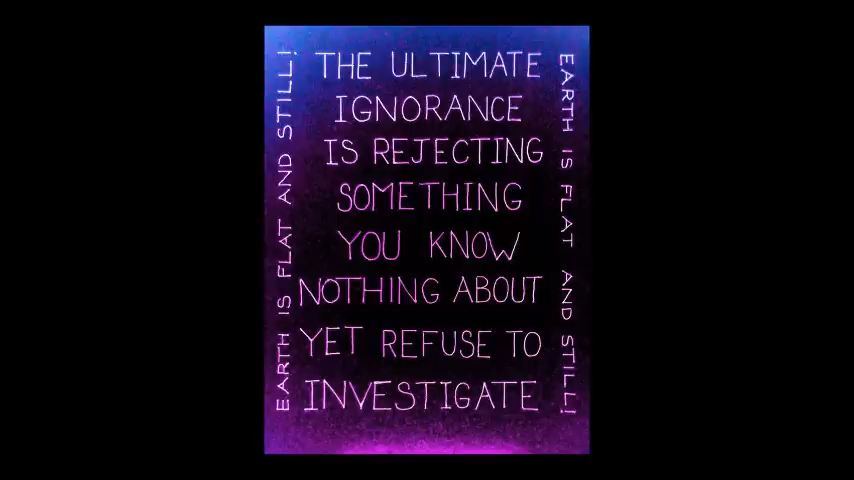 THE ULTIMATE
IGNORANCE
IS REJECTING
SOMETHING
YOU KNOW
NOTHING ABOUT
YET REFUSE TO
INVESTIGATE
EARTH IS FLAT AND STILL!
EARTH IS FLAT AND STILL!